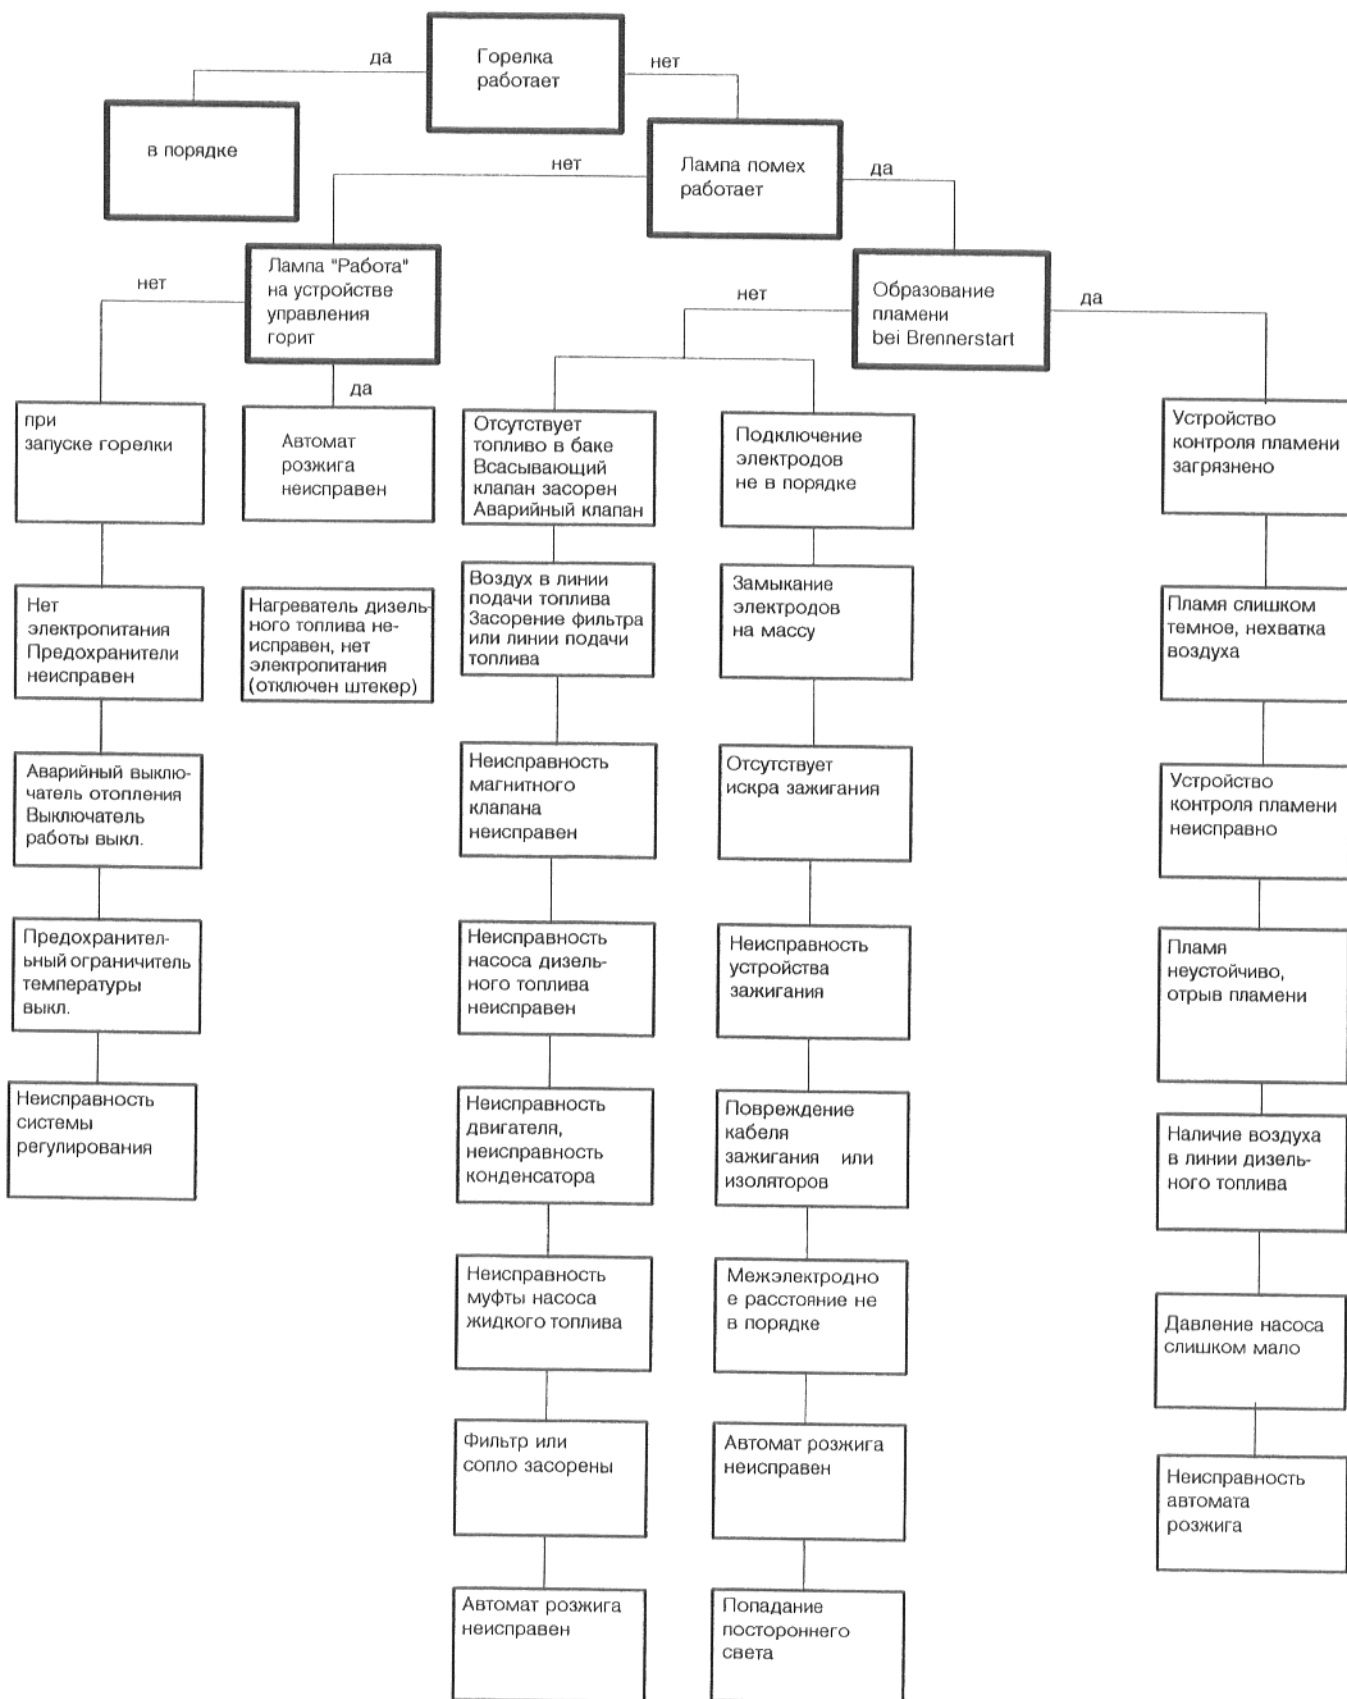 да
Горелка
работает
нет
в порядке
нет
Лампа помех
работает
да
нет
Лампа "Работа"
на устройстве
управления
горит
да
нет
Образование
пламени
bei Brennerstart
да
при
запуске горелки
Автомат
розжига
неисправен
Отсутствует
топливо в баке
Всасывающий
клапан засорен
Аварийный клапан
Подключение
электродов
не в порядке
Устройство
контроля пламени
загрязнено
Нет
электропитания
Предохранители
неисправен
Нагреватель дизель-
ного топлива не-
исправен, нет
электропитания
(отключен штекер)
Воздух в линии
подачи топлива
Засорение фильтра
или линии подачи
топлива
Замыкание
электродов
на массу
Пламя слишком
темное, нехватка
воздуха
Аварийный выклю-
чатель отопления
Выключатель
работы выкл.
Неисправность
магнитного
клапана
неисправен
Отсутствует
искра зажигания
Устройство
контроля пламени
неисправно
Предохранител-
ьный ограничитель
температуры
выкл.
Неисправность
насоса дизель-
ного топлива
неисправен
Неисправность
устройства
зажигания
Пламя
неустойчиво,
отрыв пламени
Неисправность
системы
регулирования
Неисправность
двигателя,
неисправность
конденсатора
Повреждение
кабеля
зажигания или
изоляторов
Наличие воздуха
в линии дизель-
ного топлива
Неисправность
муфты насоса
жидкого топлива
Межэлектродно
е расстояние не
в порядке
Давление насоса
слишком мало
Фильтр или
сопло засорены
Автомат розжига
неисправен
Неисправность
автомата
розжига
Автомат розжига
неисправен
Попадание
постороннего
света